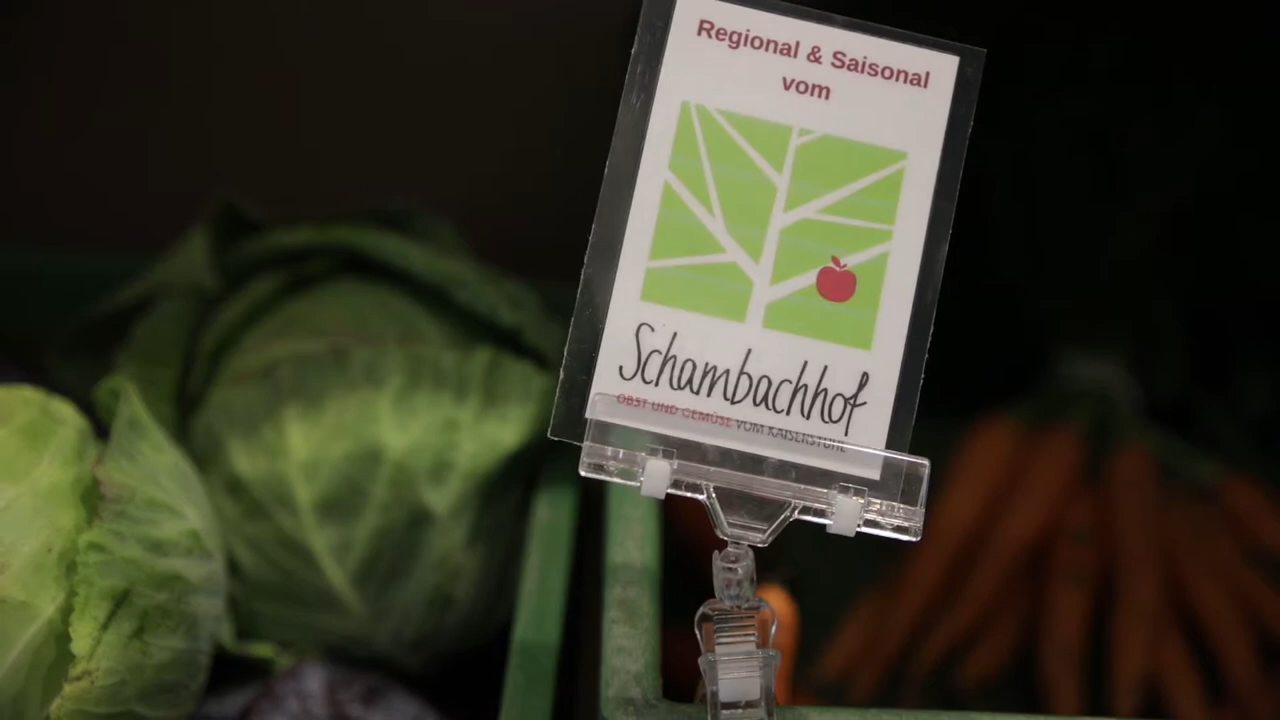 Regional & Saisonal
vom
Schambachhof
OBST UND GEMÜSE VOM KAISERSTUHL